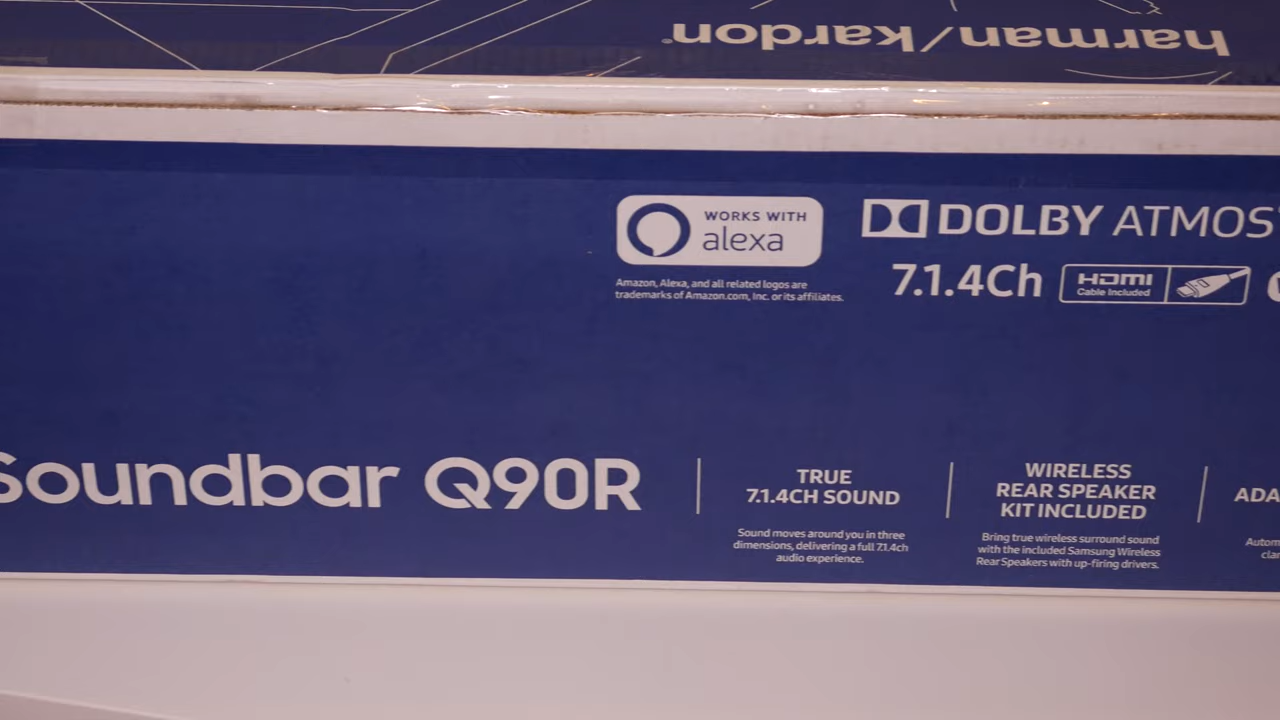 harman/kardon
WORKS WITH
alexa
Amazon, Alexa, and all related logos are
trademarks of Amazon.com, Inc. or its affiliates.
DOLBY ATMOS
7.1.4Ch
HDMI
Cable Included
Soundbar Q90R
TRUE
7.1.4CH SOUND
Sound moves around you in three
dimensions, delivering a full 7.1.4ch
audio experience.
WIRELESS
REAR SPEAKER
KIT INCLUDED
Bring true wireless surround sound
with the included Samsung Wireless
Rear Speakers with up-firing drivers.
ADA
Autom
clar